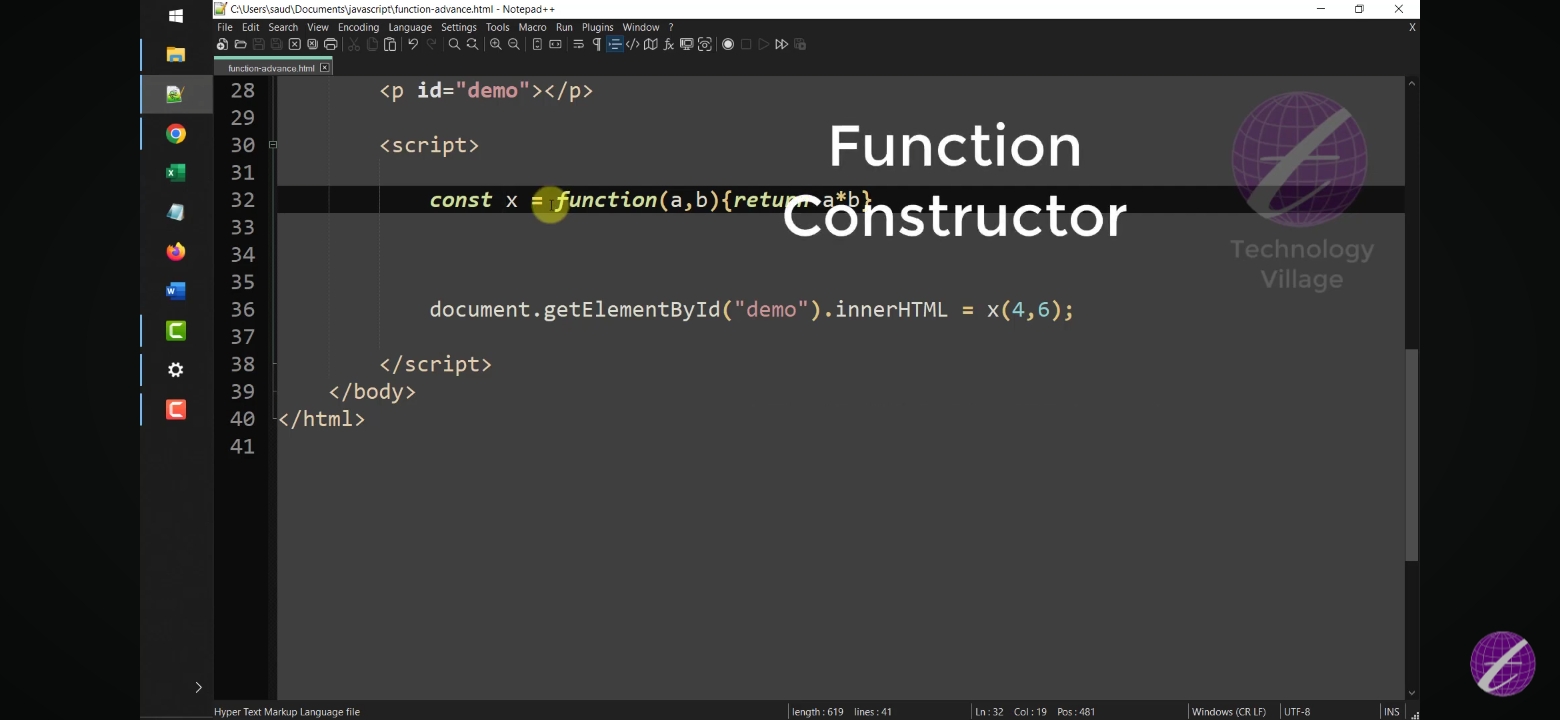 C:\Users\saud\Documents\javascript\function-advance.html - Notepad++
File Edit Search View Encoding Language Settings Tools Macro Run Plugins Window ? X
function-advance.html
28 <p id="demo"></p>
29
30 <script>
31
32 const x = function(a,b){return a*b}
33
34
35
36 document.getElementById("demo").innerHTML = x(4,6);
37
38 </script>
39 </body>
40 </html>
41
Function
Constructor
Technology
Village
Hyper Text Markup Language file length : 619 lines : 41 Ln : 32 Col : 19 Pos : 481 Windows (CR LF) UTF-8 INS